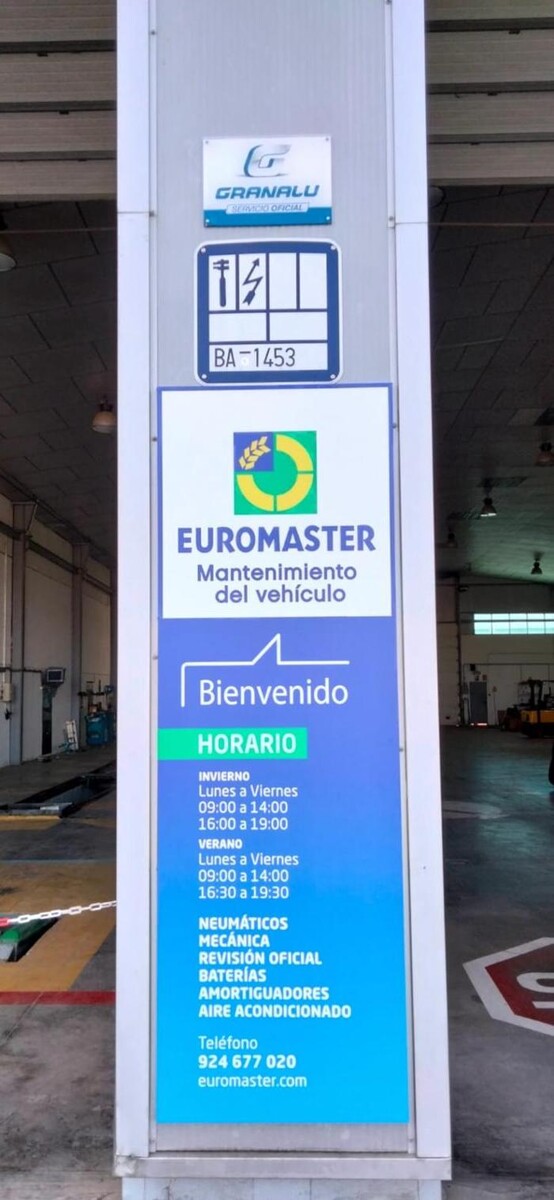 GRANALU
SERVICIO OFICIAL
BA-1453
EUROMASTER
Mantenimiento
del vehículo
Bienvenido
HORARIO
INVIERNO
Lunes a Viernes
09:00 a 14:00
16:00 a 19:00
VERANO
Lunes a Viernes
09:00 a 14:00
16:30 a 19:30
NEUMÁTICOS
MECÁNICA
REVISIÓN OFICIAL
BATERÍAS
AMORTIGUADORES
AIRE ACONDICIONADO
Teléfono
924 677 020
euromaster.com